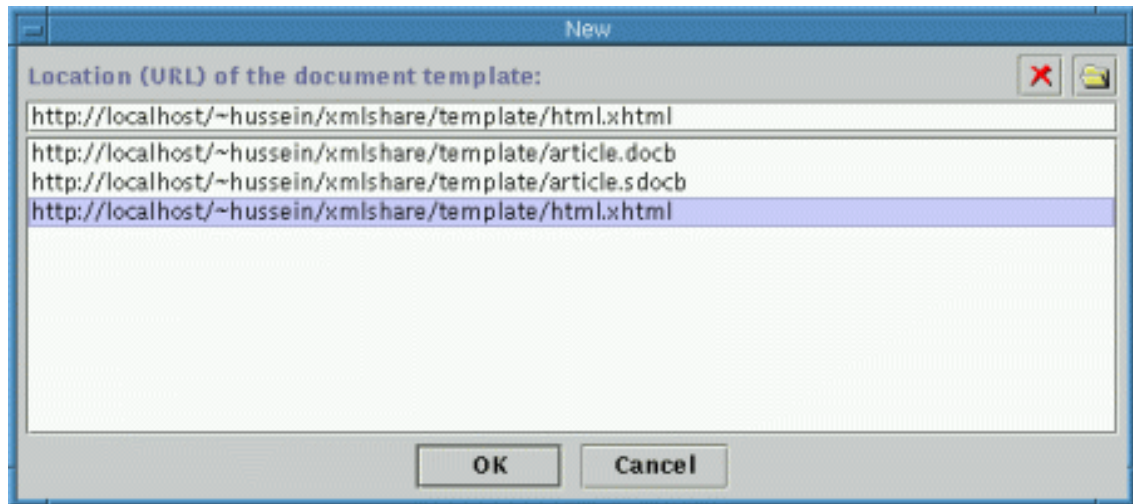 New
Location (URL) of the document template:
http://localhost/~hussein/xmlshare/template/html.xhtml
http://localhost/~hussein/xmlshare/template/article.docb
http://localhost/~hussein/xmlshare/template/article.sdocb
http://localhost/~hussein/xmlshare/template/html.xhtml
OK Cancel